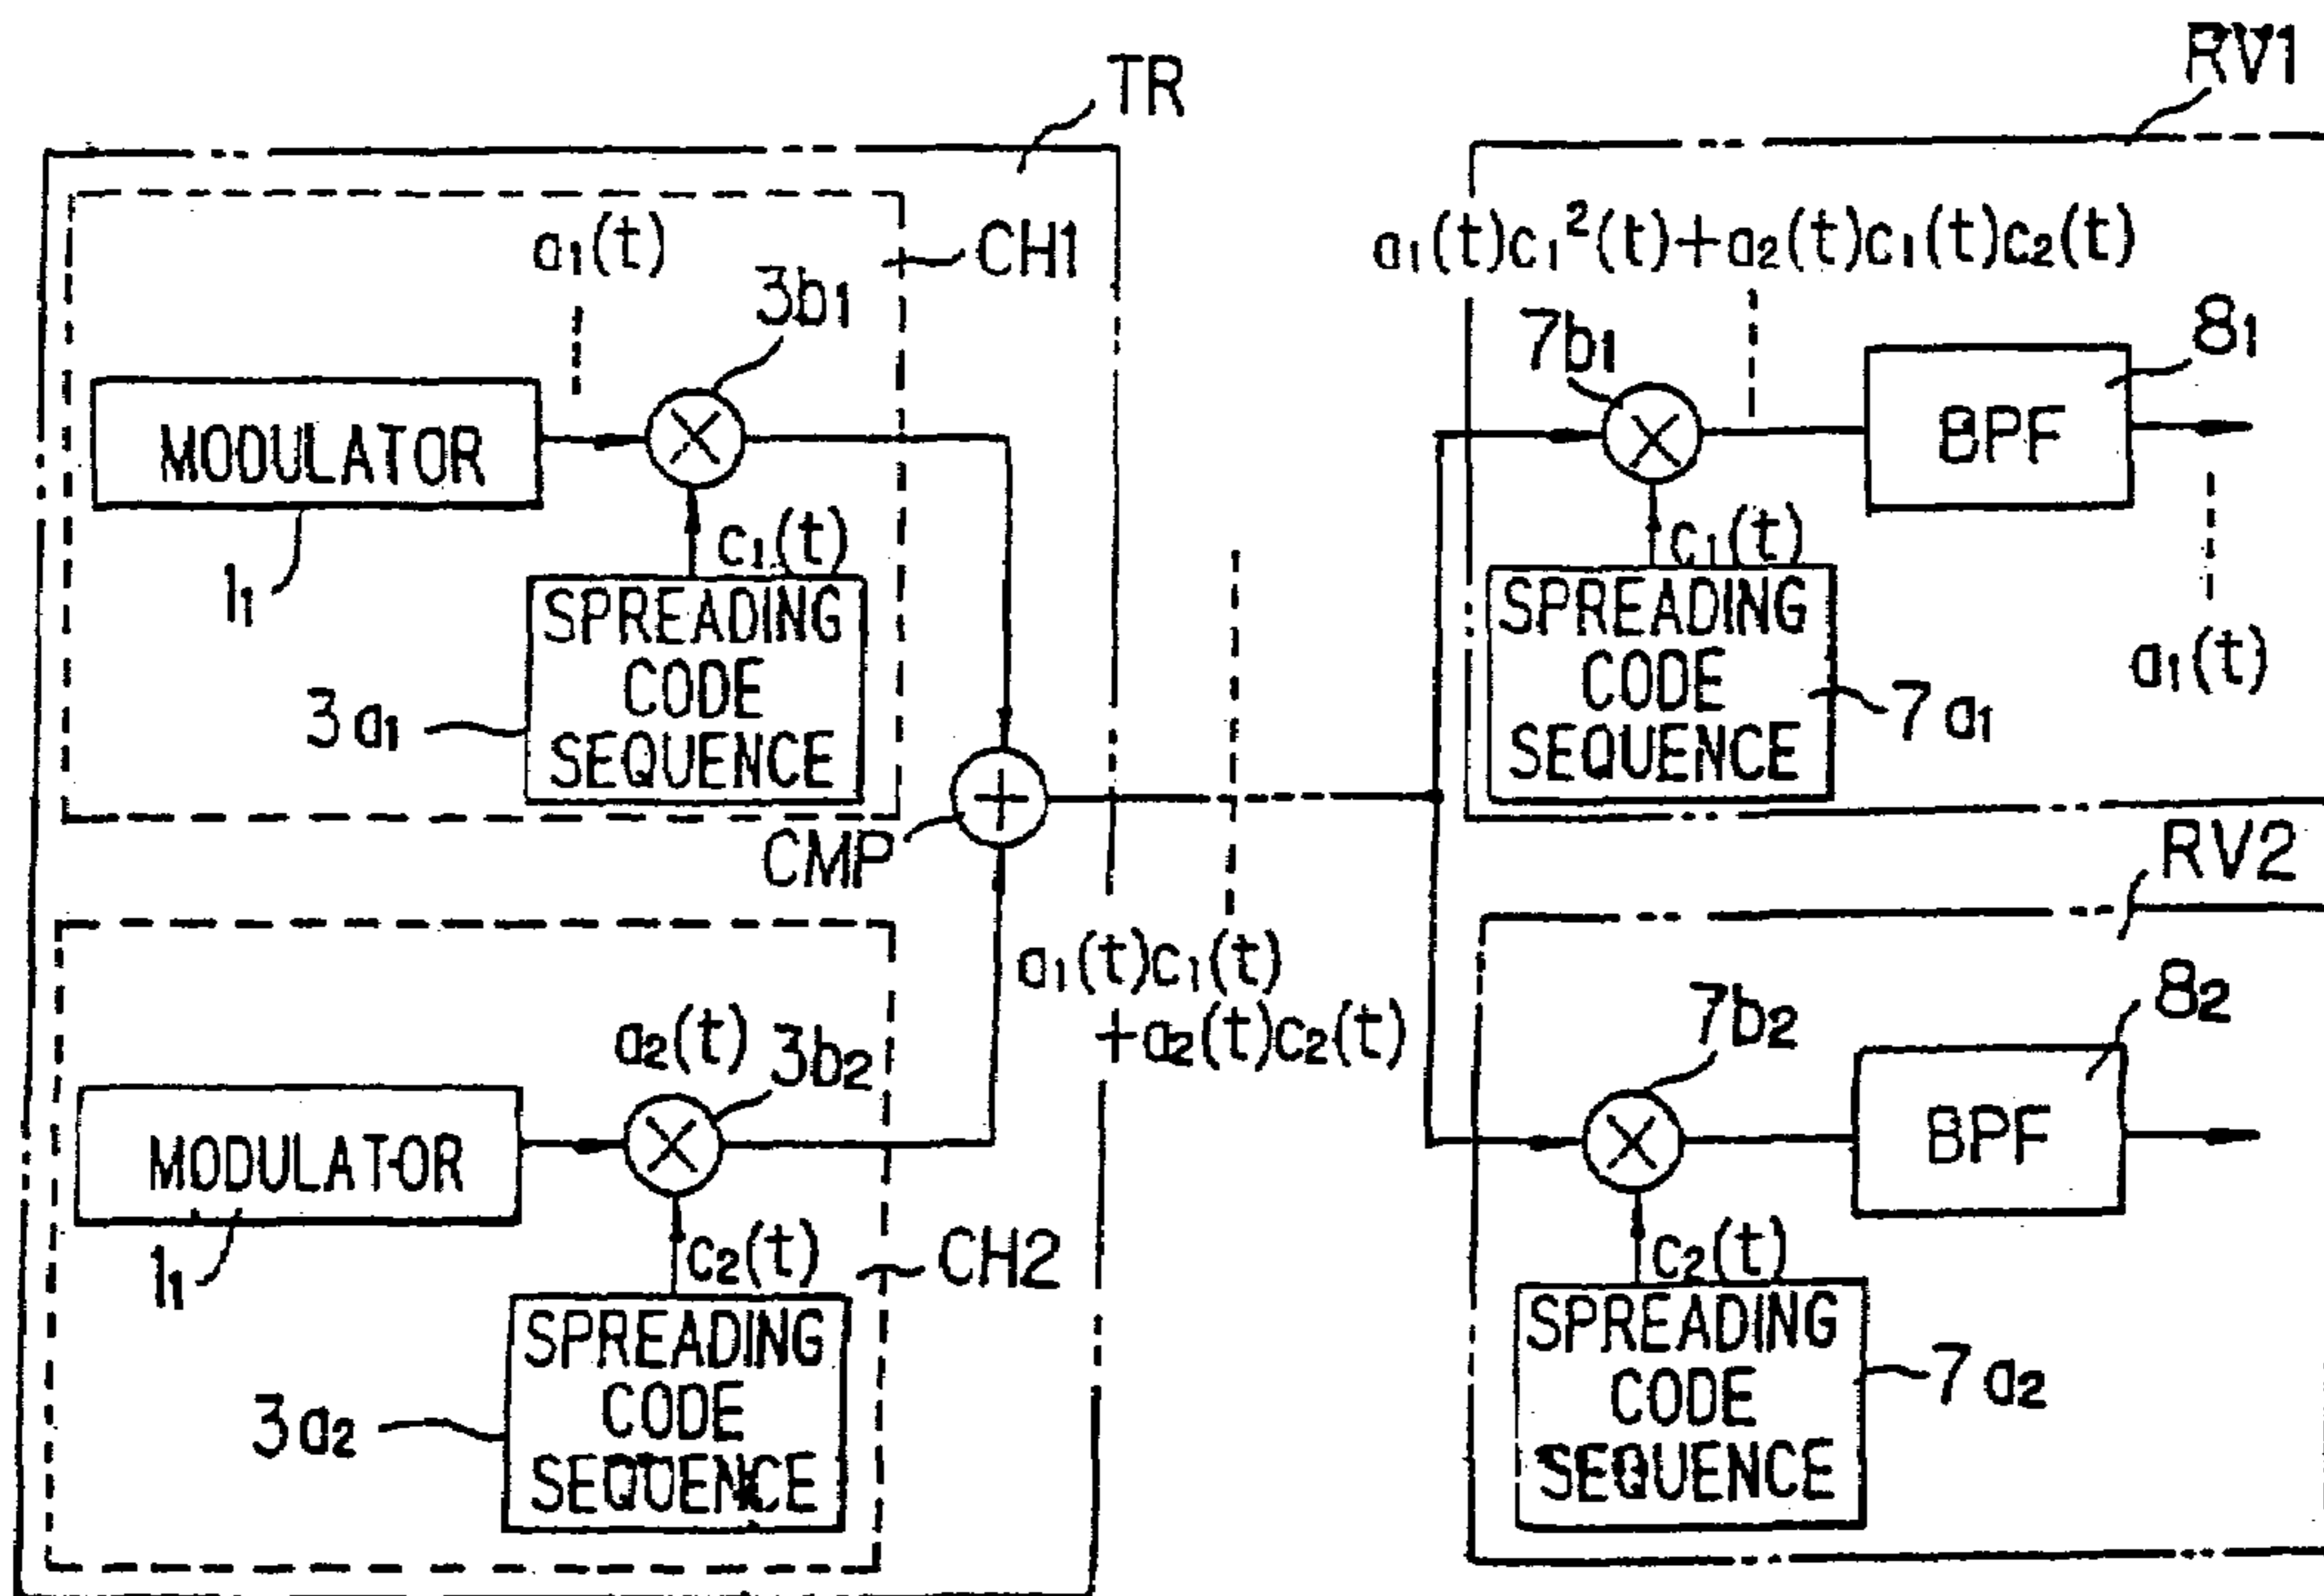 TR
RV1
a₁(t)
CH1
3b₁
MODULATOR
1₁
c₁(t)
SPREADING
CODE
SEQUENCE
3a₁
CMP
a₁(t)c₁(t)
+a₂(t)c₂(t)
a₂(t)
3b₂
MODULATOR
1₁
c₂(t)
CH2
SPREADING
CODE
SEQUENCE
3a₂
a₁(t)c₁²(t)+a₂(t)c₁(t)c₂(t)
7b₁
8₁
BPF
c₁(t)
SPREADING
CODE
SEQUENCE
7a₁
a₁(t)
RV2
7b₂
8₂
BPF
c₂(t)
SPREADING
CODE
SEQUENCE
7a₂